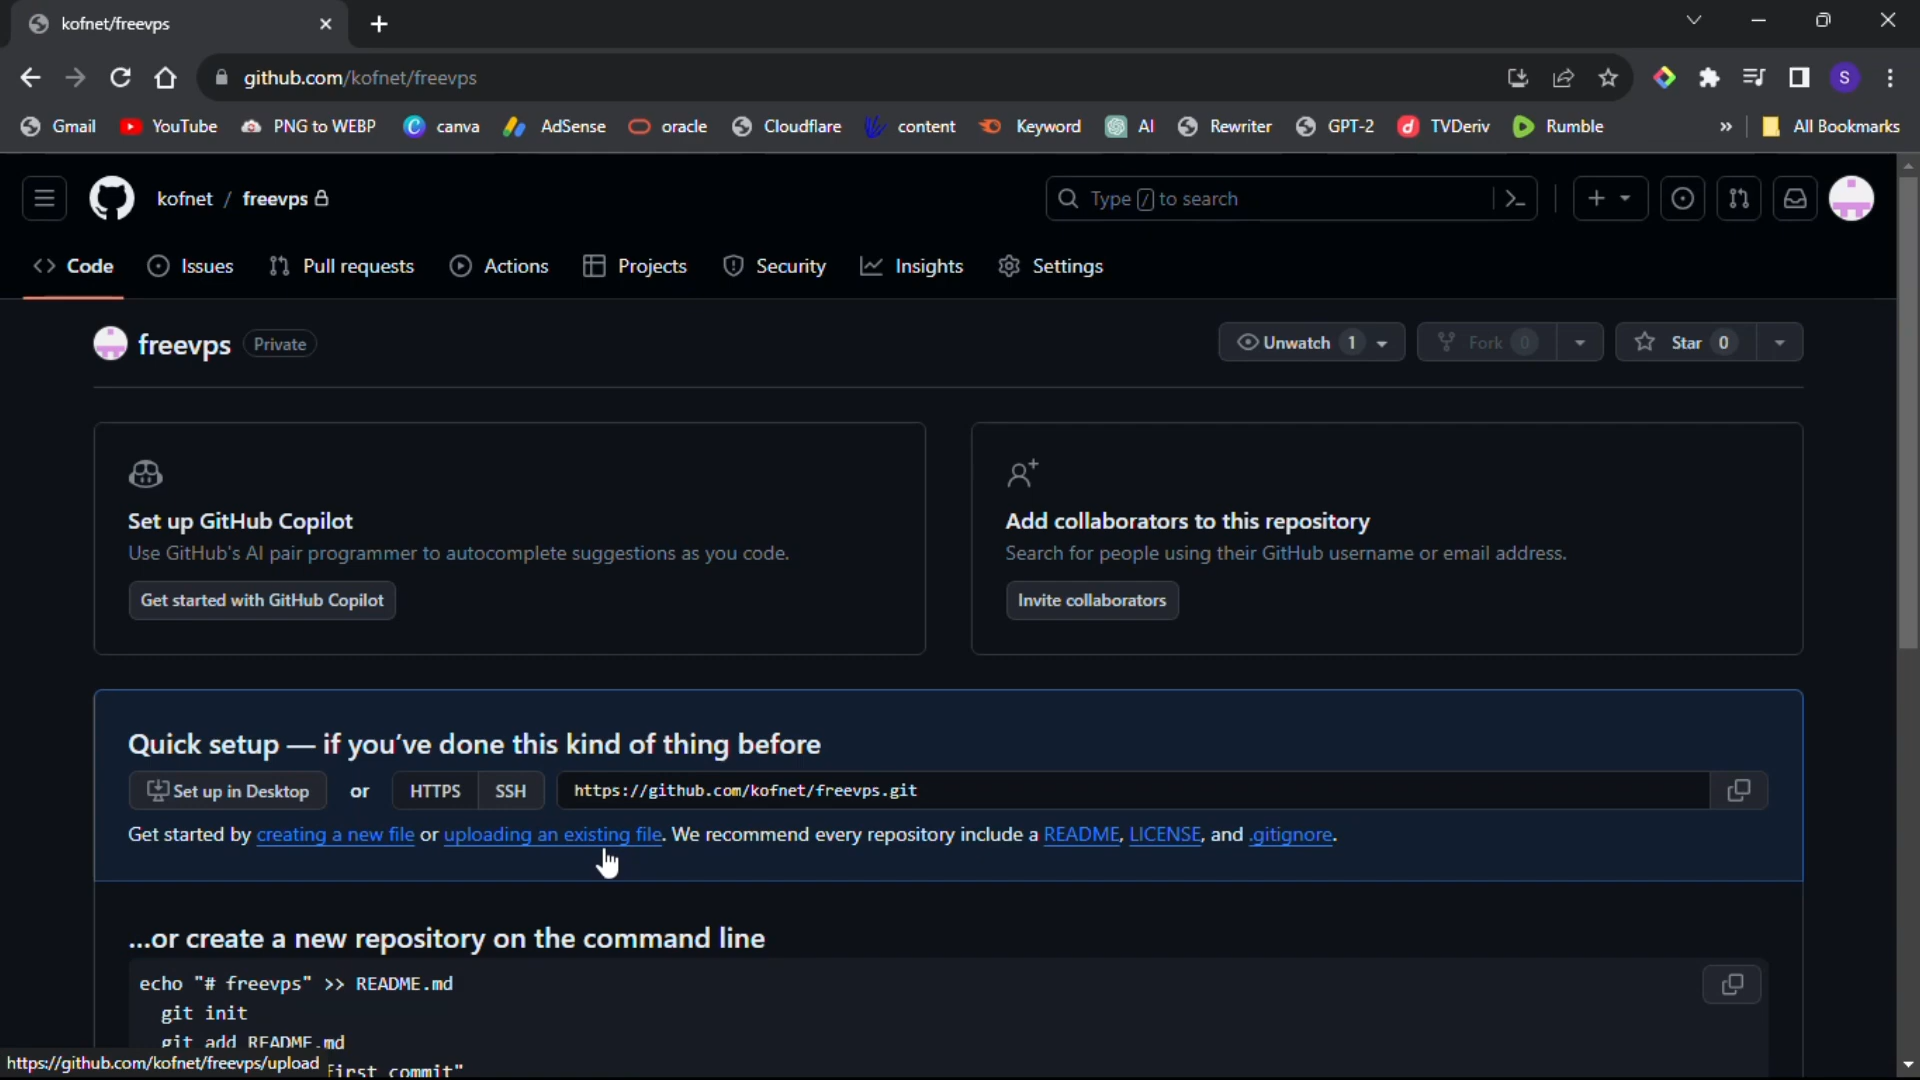 kofnet/freevps
github.com/kofnet/freevps
S
Gmail YouTube PNG to WEBP canva AdSense oracle Cloudflare content Keyword AI Rewriter GPT-2 TVDeriv Rumble » All Bookmarks
kofnet / freevps
Type / to search
Code Issues Pull requests Actions Projects Security Insights Settings
freevps Private
Unwatch 1 Fork 0 Star 0
Set up GitHub Copilot
Use GitHub's AI pair programmer to autocomplete suggestions as you code.
Get started with GitHub Copilot
Add collaborators to this repository
Search for people using their GitHub username or email address.
Invite collaborators
Quick setup — if you've done this kind of thing before
Set up in Desktop or HTTPS SSH https://github.com/kofnet/freevps.git
Get started by creating a new file or uploading an existing file. We recommend every repository include a README, LICENSE, and .gitignore.
...or create a new repository on the command line
echo "# freevps" >> README.md
git init
git add README.md
first commit"
https://github.com/kofnet/freevps/upload